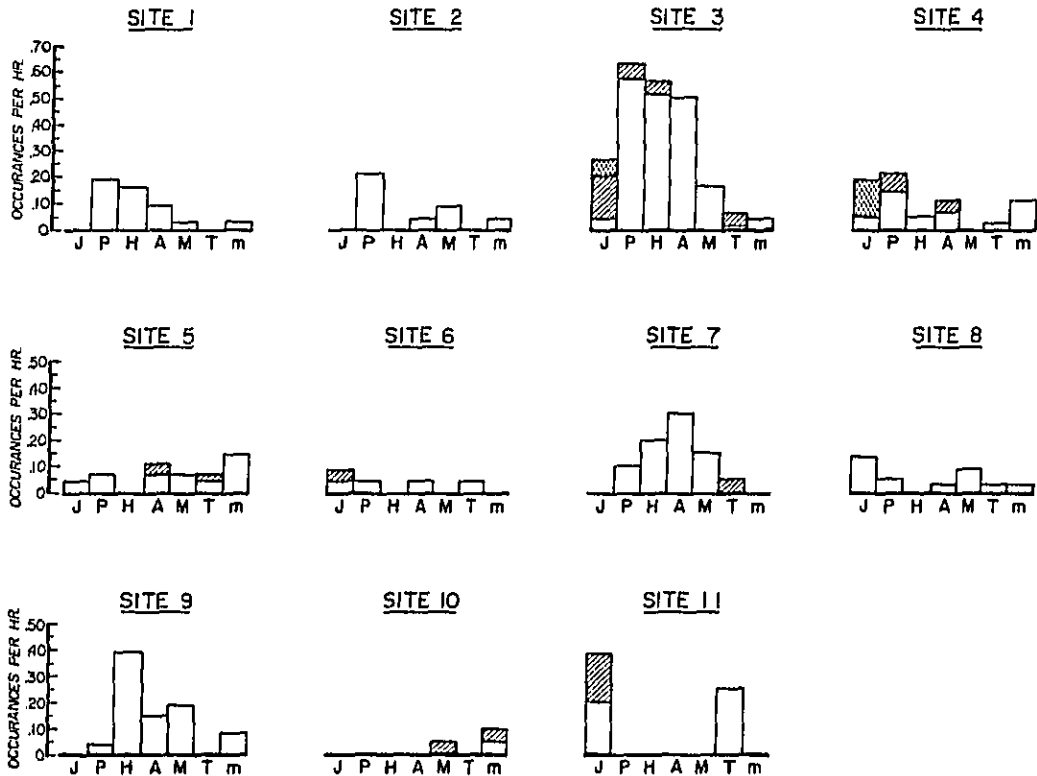 SITE 1
SITE 2
SITE 3
SITE 4
OCCURANCES PER HR.
.70
.60
.50
.40
.30
.20
.10
0
J P H A M T m
J P H A M T m
J P H A M T m
J P H A M T m
SITE 5
SITE 6
SITE 7
SITE 8
OCCURANCES PER HR.
.50
.40
.30
.20
.10
0
J P H A M T m
J P H A M T m
J P H A M T m
J P H A M T m
SITE 9
SITE 10
SITE 11
OCCURANCES PER HR.
.50
.40
.30
.20
.10
0
J P H A M T m
J P H A M T m
J P H A M T m